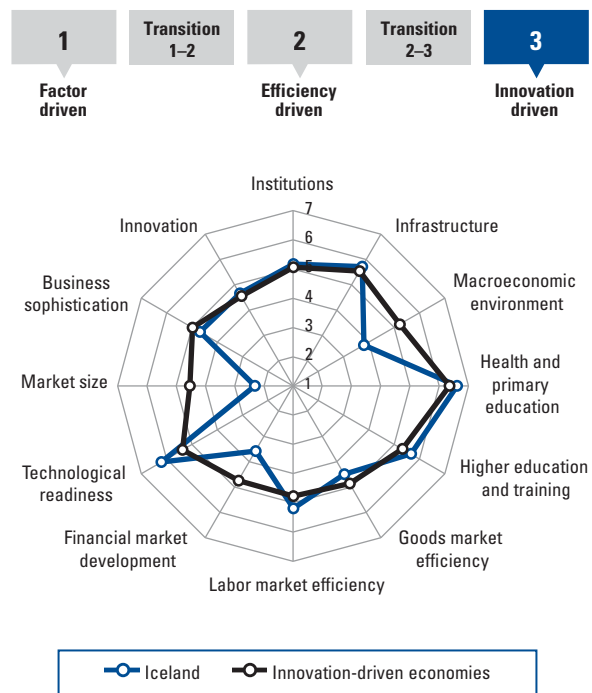 1
Transition
1–2
2
Transition
2–3
3
Factor
driven
Efficiency
driven
Innovation
driven
Institutions
7
6
5
4
3
2
1
Infrastructure
Macroeconomic
environment
Health and
primary
education
Higher education
and training
Goods market
efficiency
Labor market efficiency
Financial market
development
Technological
readiness
Market size
Business
sophistication
Innovation
Iceland
Innovation-driven economies